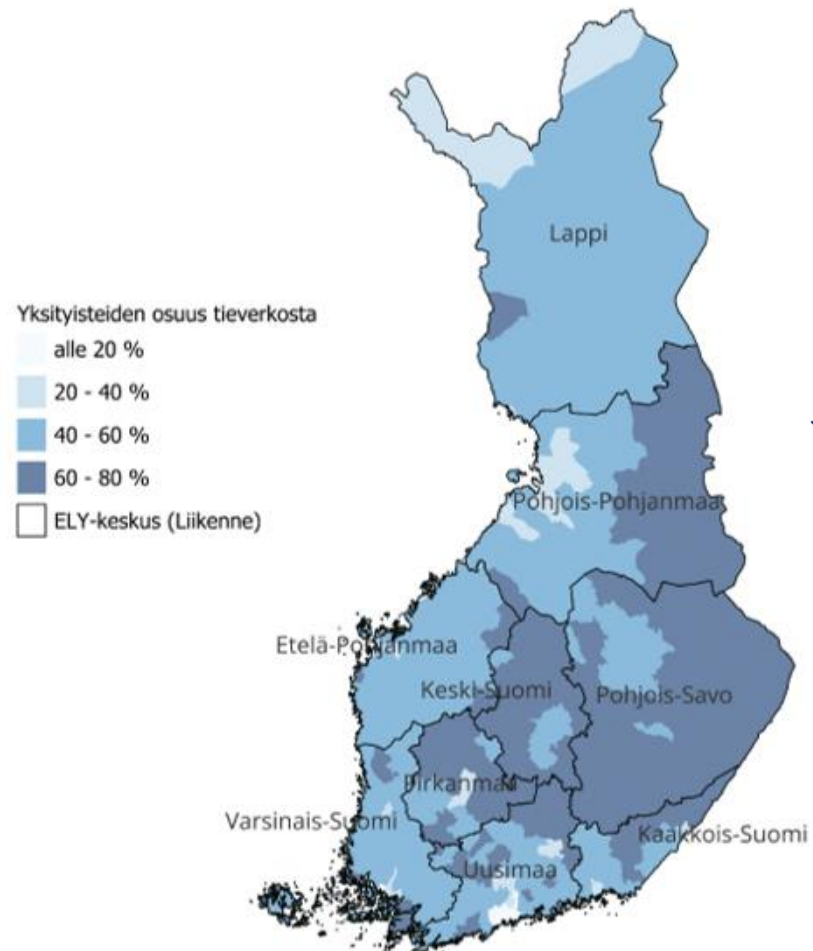 Yksityisteiden osuus tieverkosta
alle 20 %
20 - 40 %
40 - 60 %
60 - 80 %
ELY-keskus (Liikenne)
Lappi
Pohjois-Pohjanmaa
Etelä-Pohjanmaa
Keski-Suomi
Pohjois-Savo
Pirkanmaa
Varsinais-Suomi
Kaakkois-Suomi
Uusimaa